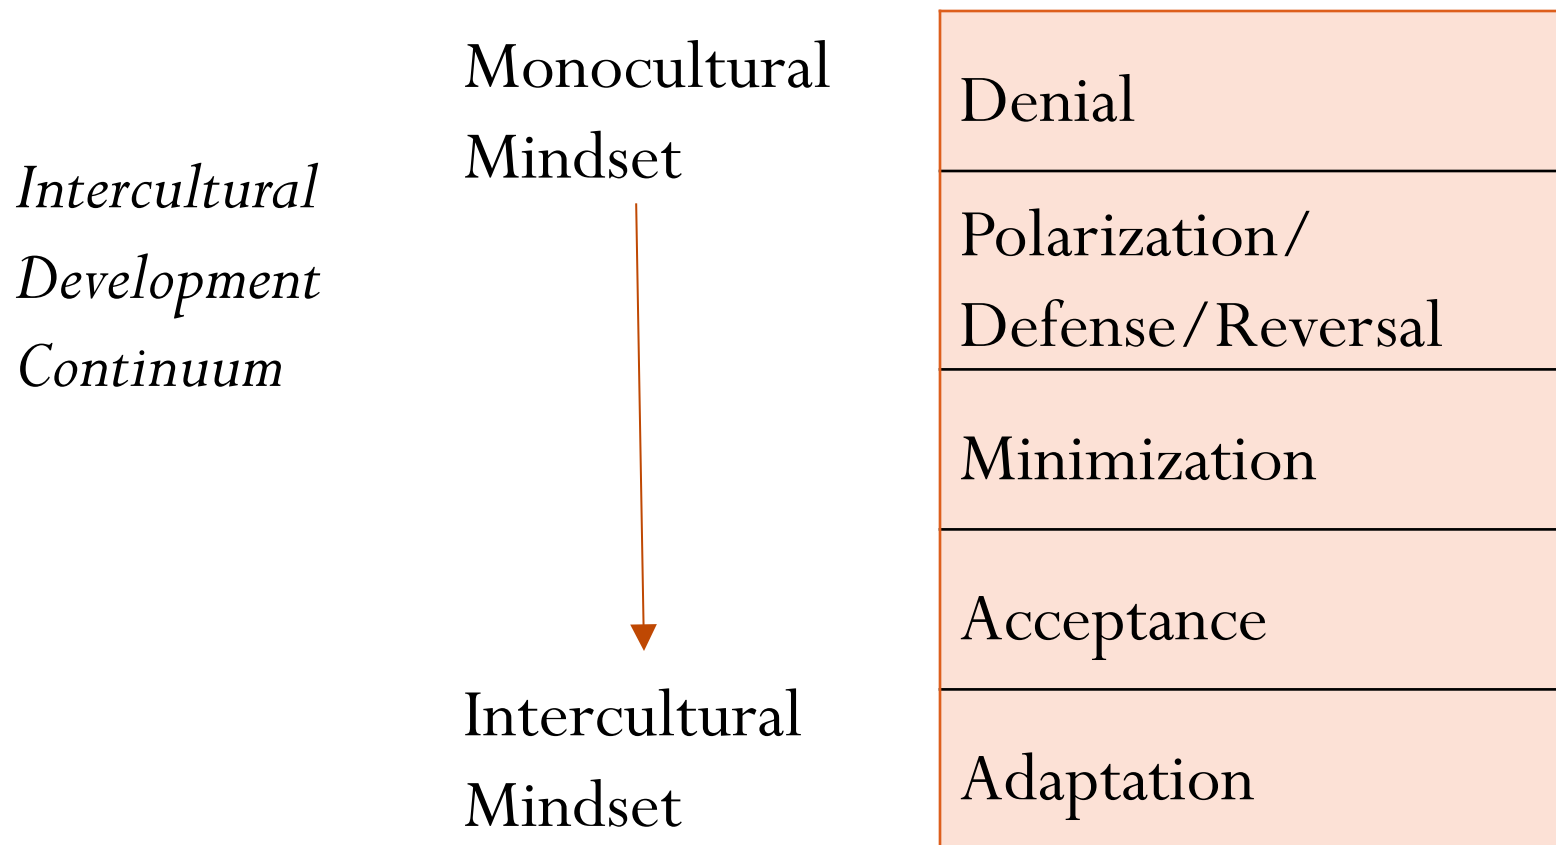 Intercultural
Development
Continuum
Monocultural
Mindset
Intercultural
Mindset
Denial
Polarization/
Defense/Reversal
Minimization
Acceptance
Adaptation